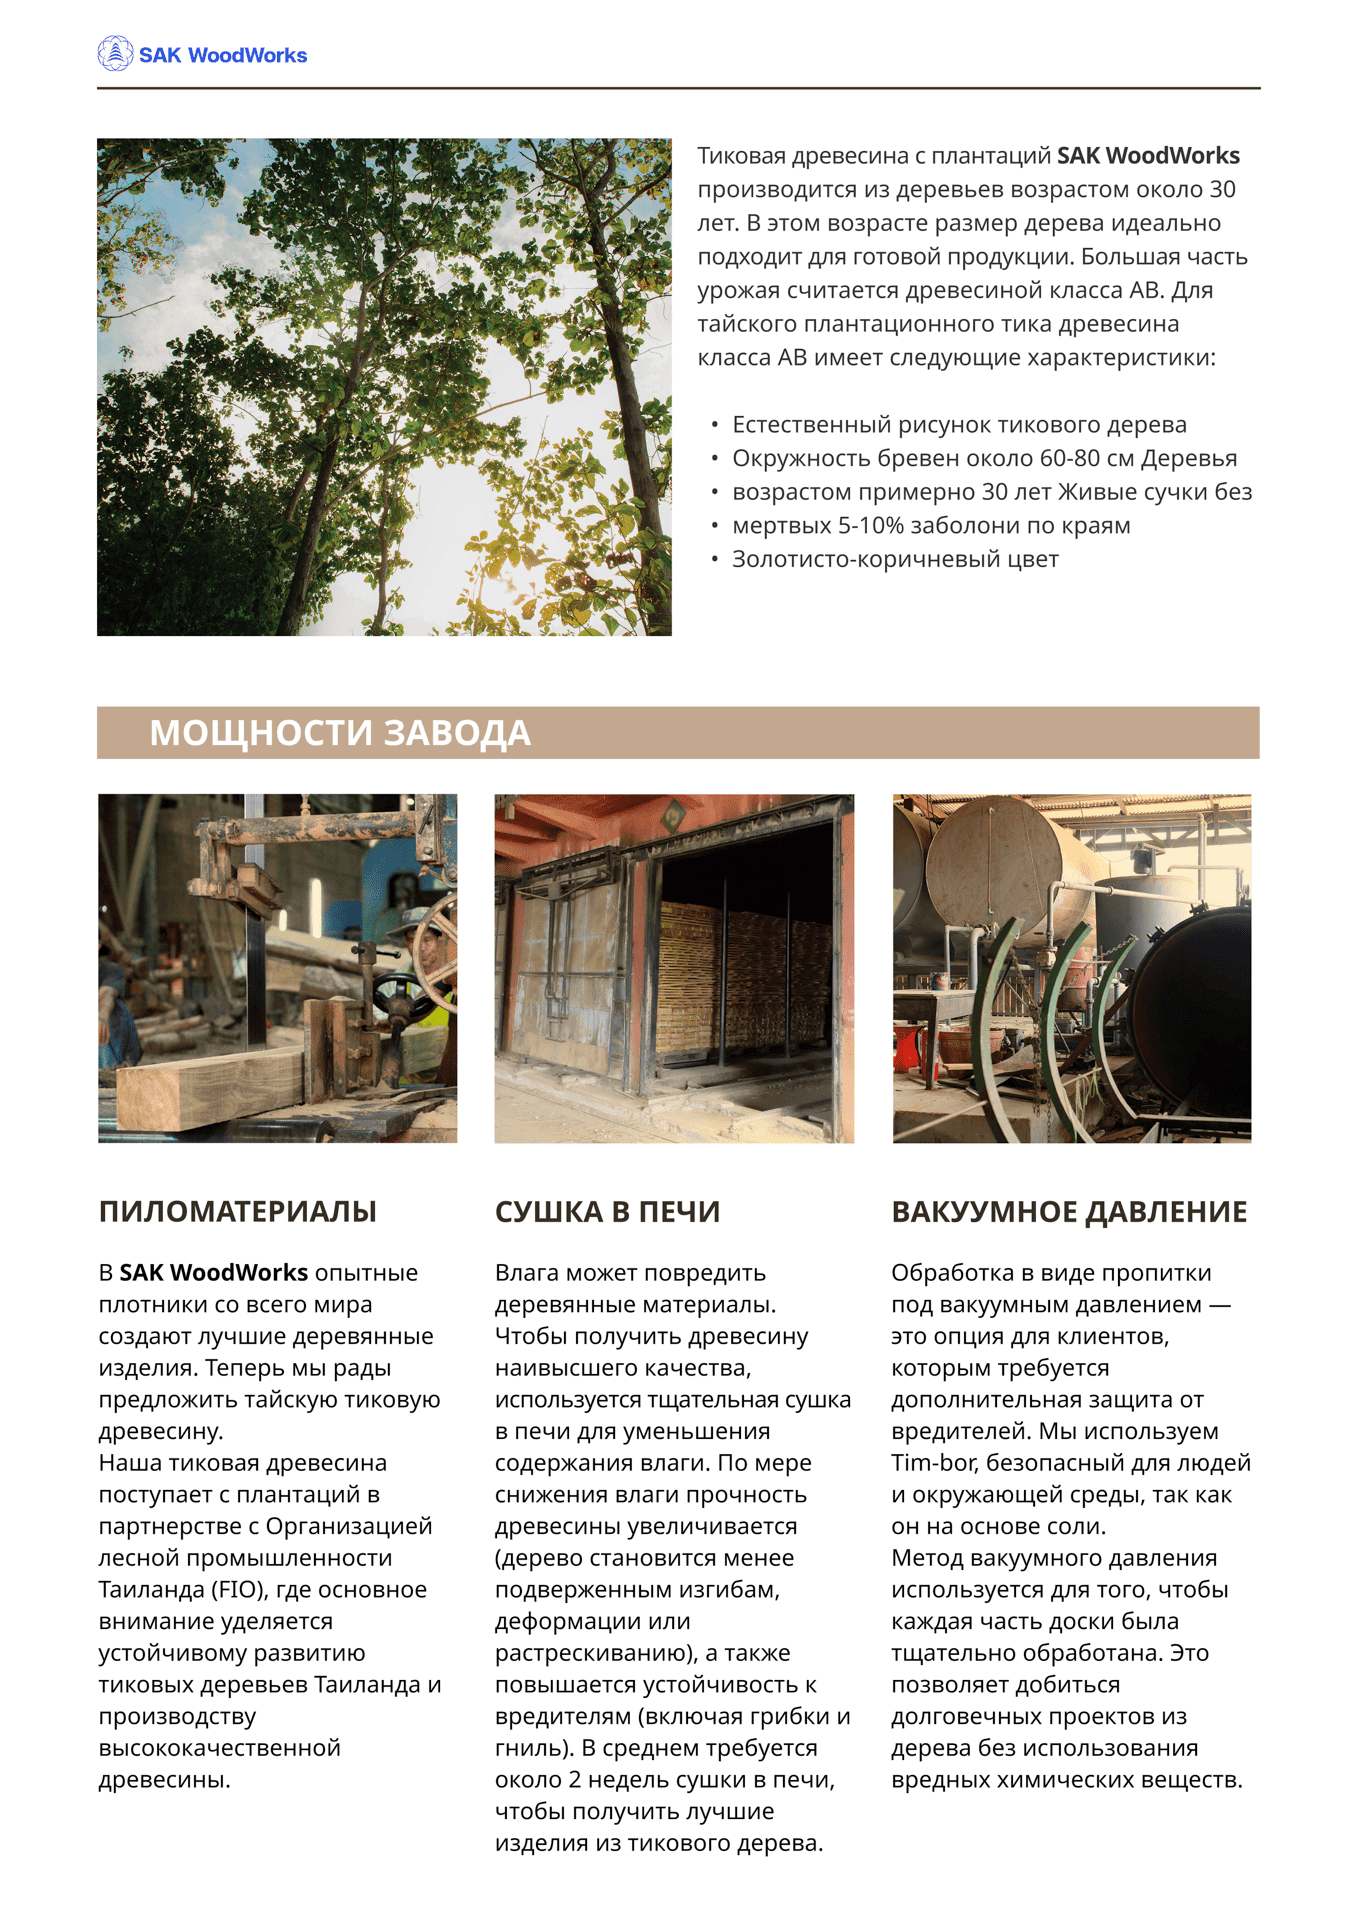 SAK WoodWorks
Тиковая древесина с плантаций SAK WoodWorks
производится из деревьев возрастом около 30
лет. В этом возрасте размер дерева идеально
подходит для готовой продукции. Большая часть
урожая считается древесиной класса АВ. Для
тайского плантационного тика древесина
класса АВ имеет следующие характеристики:
• Естественный рисунок тикового дерева
• Окружность бревен около 60-80 см Деревья
• возрастом примерно 30 лет Живые сучки без
• мертвых 5-10% заболони по краям
• Золотисто-коричневый цвет
МОЩНОСТИ ЗАВОДА
ПИЛОМАТЕРИАЛЫ
В SAK WoodWorks опытные
плотники со всего мира
создают лучшие деревянные
изделия. Теперь мы рады
предложить тайскую тиковую
древесину.
Наша тиковая древесина
поступает с плантаций в
партнерстве с Организацией
лесной промышленности
Таиланда (FIO), где основное
внимание уделяется
устойчивому развитию
тиковых деревьев Таиланда и
производству
высококачественной
древесины.
СУШКА В ПЕЧИ
Влага может повредить
деревянные материалы.
Чтобы получить древесину
наивысшего качества,
используется тщательная сушка
в печи для уменьшения
содержания влаги. По мере
снижения влаги прочность
древесины увеличивается
(дерево становится менее
подверженным изгибам,
деформации или
растрескиванию), а также
повышается устойчивость к
вредителям (включая грибки и
гниль). В среднем требуется
около 2 недель сушки в печи,
чтобы получить лучшие
изделия из тикового дерева.
ВАКУУМНОЕ ДАВЛЕНИЕ
Обработка в виде пропитки
под вакуумным давлением —
это опция для клиентов,
которым требуется
дополнительная защита от
вредителей. Мы используем
Tim-bor, безопасный для людей
и окружающей среды, так как
он на основе соли.
Метод вакуумного давления
используется для того, чтобы
каждая часть доски была
тщательно обработана. Это
позволяет добиться
долговечных проектов из
дерева без использования
вредных химических веществ.